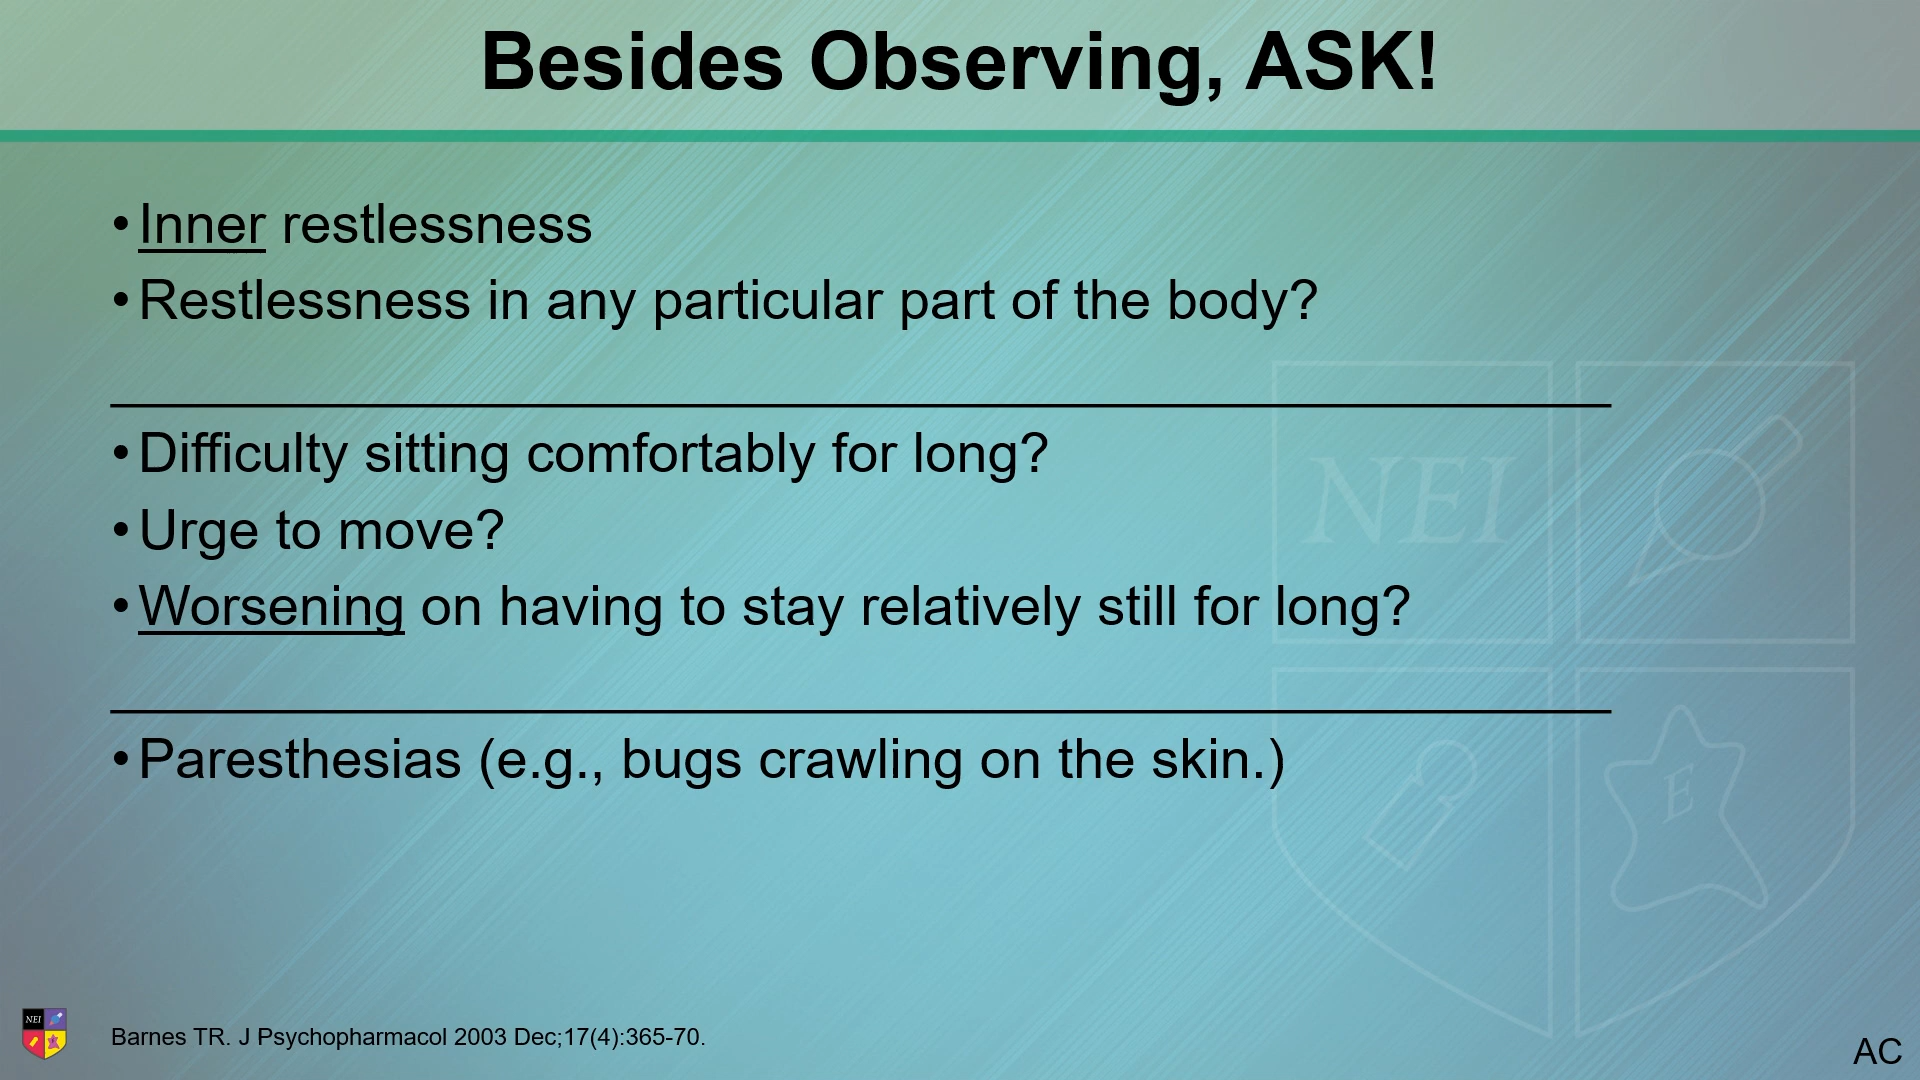 Besides Observing, ASK!
• Inner restlessness
• Restlessness in any particular part of the body?
• Difficulty sitting comfortably for long?
• Urge to move?
• Worsening on having to stay relatively still for long?
• Paresthesias (e.g., bugs crawling on the skin.)
NEI
E
NEI
Barnes TR. J Psychopharmacol 2003 Dec;17(4):365-70.
AC